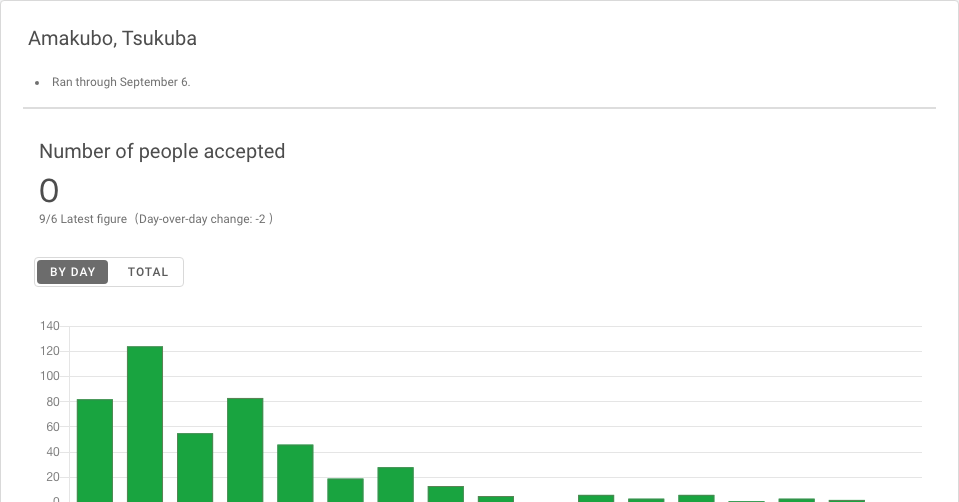 Amakubo, Tsukuba
• Ran through September 6.
Number of people accepted
0
9/6 Latest figure（Day-over-day change: -2 ）
BY DAY TOTAL
140
120
100
80
60
40
20
0